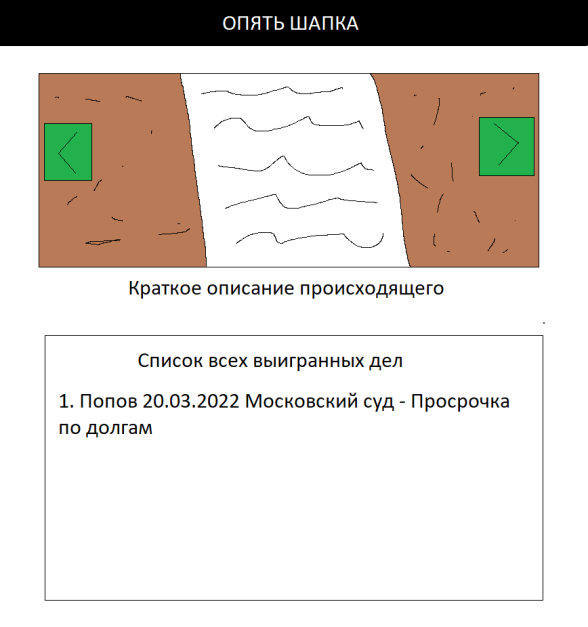 ОПЯТЬ ШАПКА
Краткое описание происходящего
Список всех выигранных дел
1. Попов 20.03.2022 Московский суд - Просрочка
по долгам